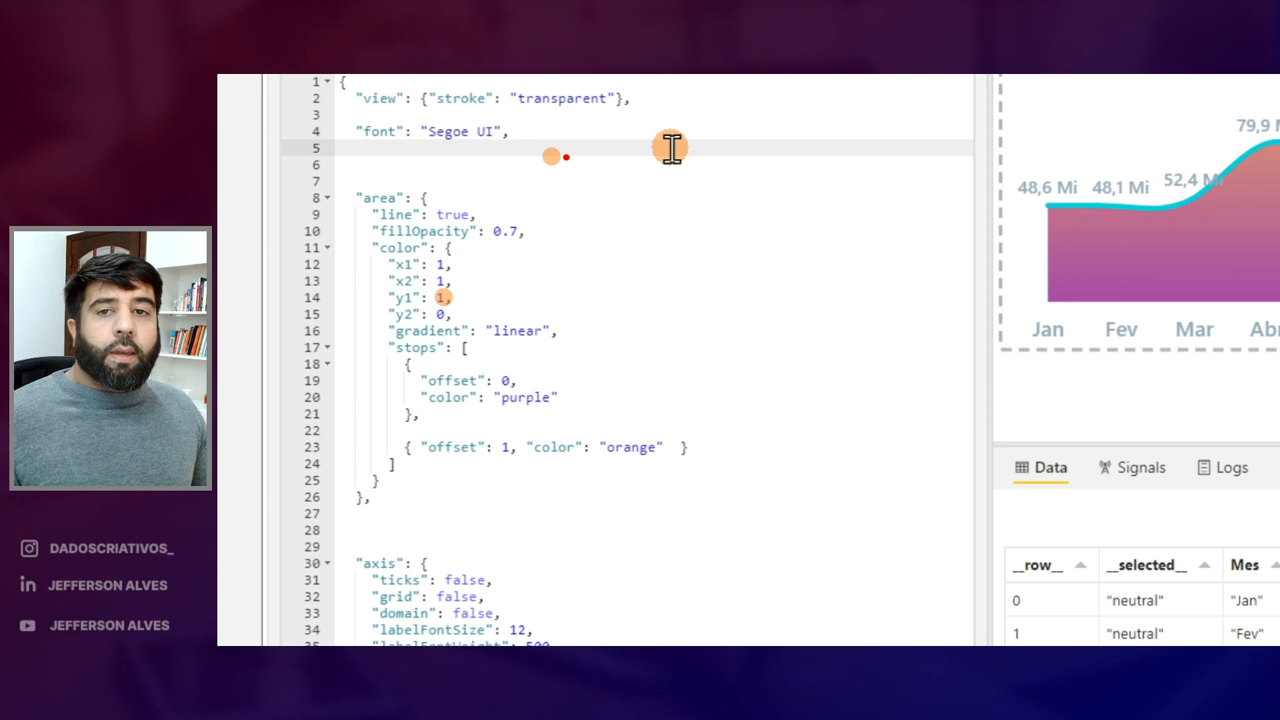 1 {
2 "view": {"stroke": "transparent"},
3
4 "font": "Segoe UI",
5
6
7
8 "area": {
9 "line": true,
10 "fillOpacity": 0.7,
11 "color": {
12 "x1": 1,
13 "x2": 1,
14 "y1": 1,
15 "y2": 0,
16 "gradient": "linear",
17 "stops": [
18 {
19 "offset": 0,
20 "color": "purple"
21 },
22
23 { "offset": 1, "color": "orange" }
24 ]
25 }
26 },
27
28
29
30 "axis": {
31 "ticks": false,
32 "grid": false,
33 "domain": false,
34 "labelFontSize": 12,
35 "labelFontWeight": 500
79,9
48,6 Mi 48,1 Mi 52,4 Mi
Jan Fev Mar Abr
Data Signals Logs
__row__ __selected__ Mes
0 "neutral" "Jan"
1 "neutral" "Fev"
DADOSCRIATIVOS_
in JEFFERSON ALVES
JEFFERSON ALVES